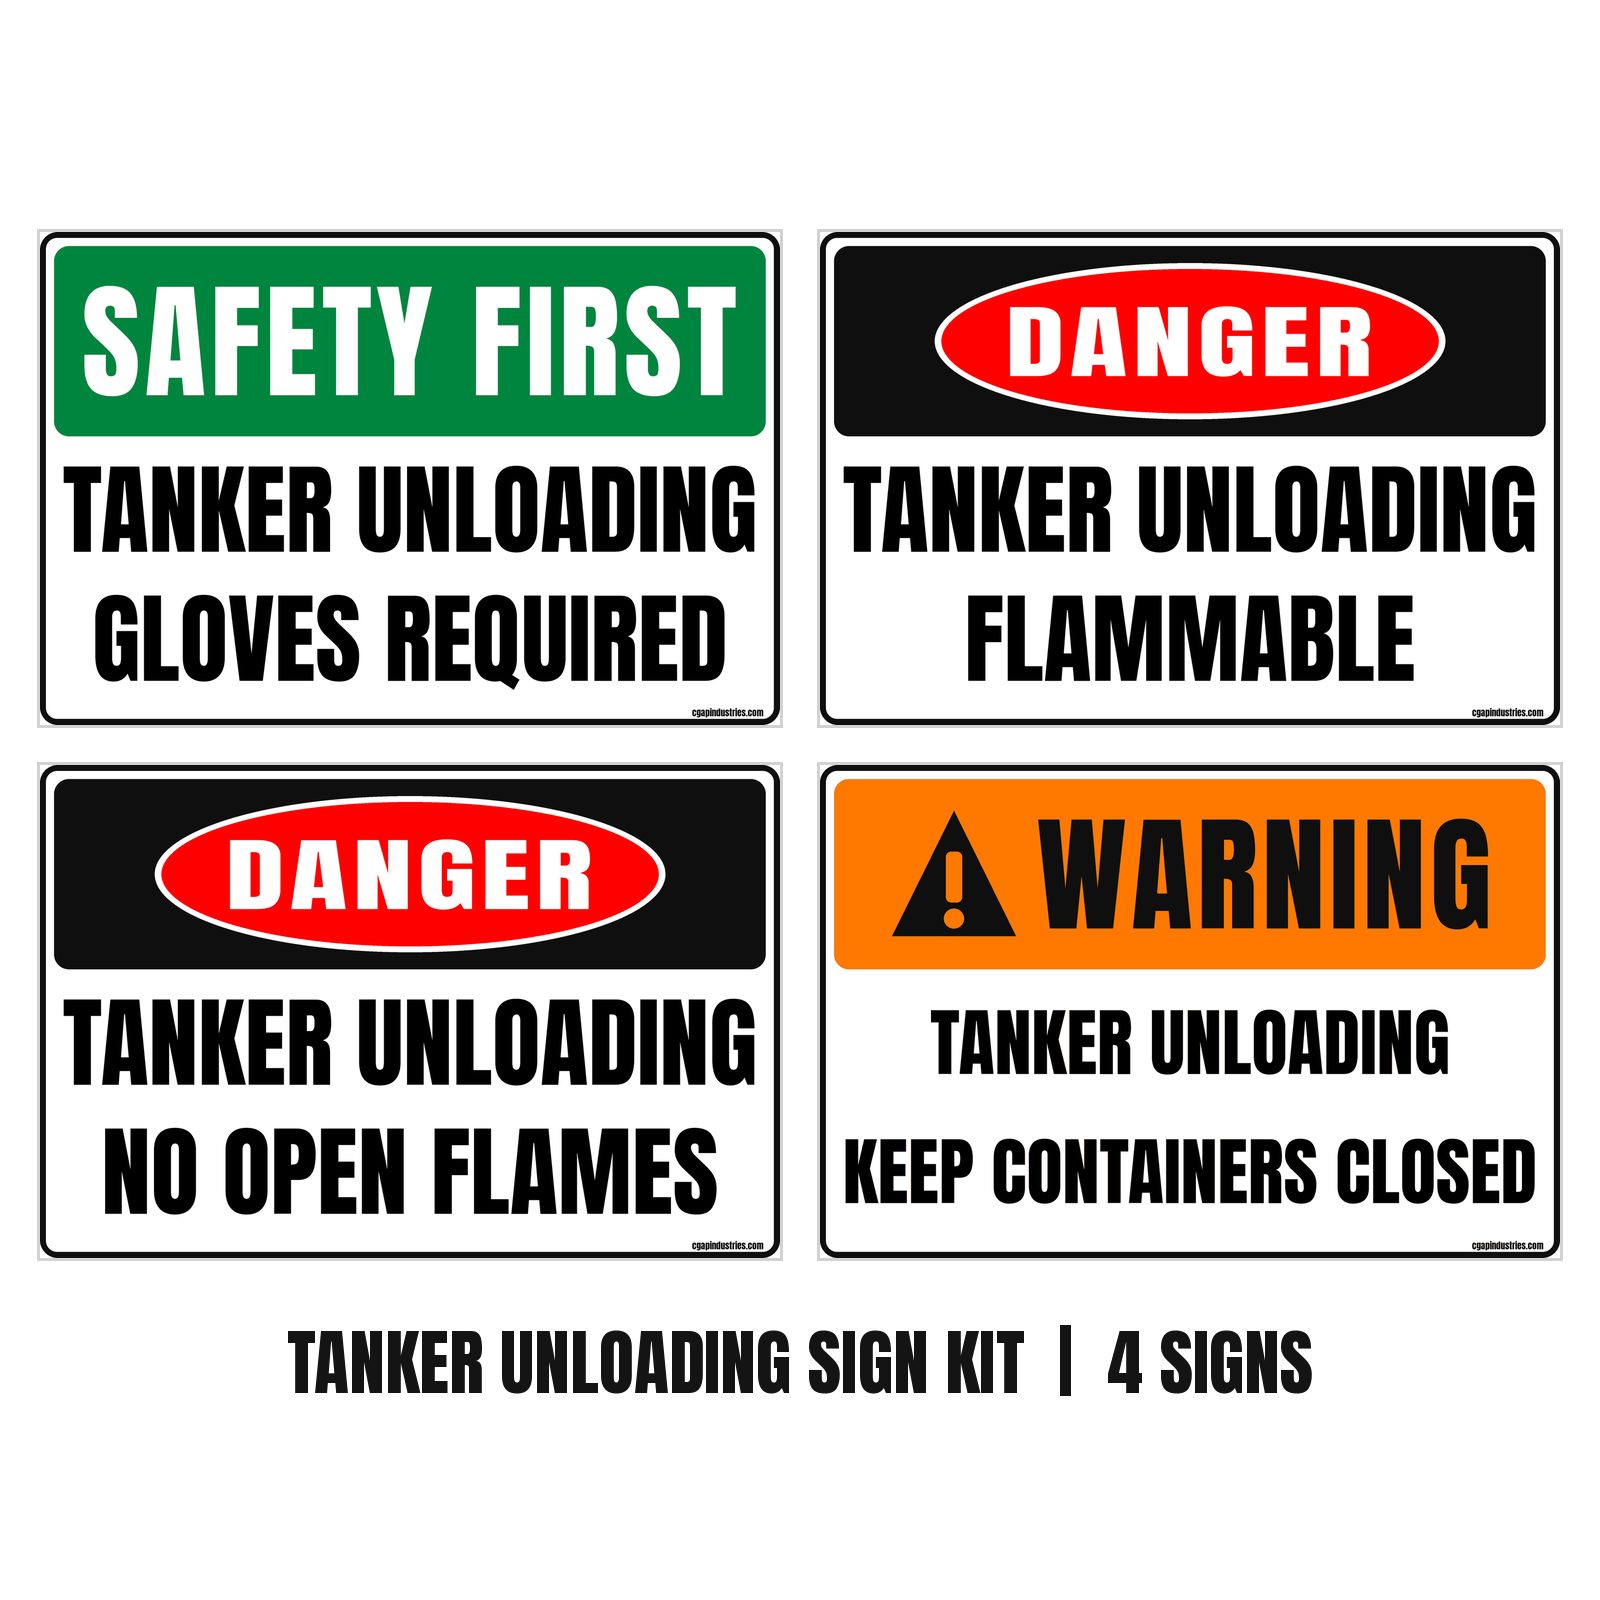 SAFETY FIRST
TANKER UNLOADING
GLOVES REQUIRED
cgapindustries.com
DANGER
TANKER UNLOADING
FLAMMABLE
cgapindustries.com
DANGER
TANKER UNLOADING
NO OPEN FLAMES
cgapindustries.com
WARNING
TANKER UNLOADING
KEEP CONTAINERS CLOSED
cgapindustries.com
TANKER UNLOADING SIGN KIT | 4 SIGNS